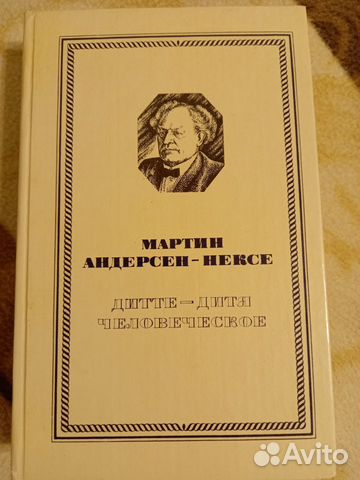 МАРТИН
АНДЕРСЕН-НЕКСЕ
ДИТТЕ — ДИТЯ
ЧЕЛОВЕЧЕСКОЕ
Avito